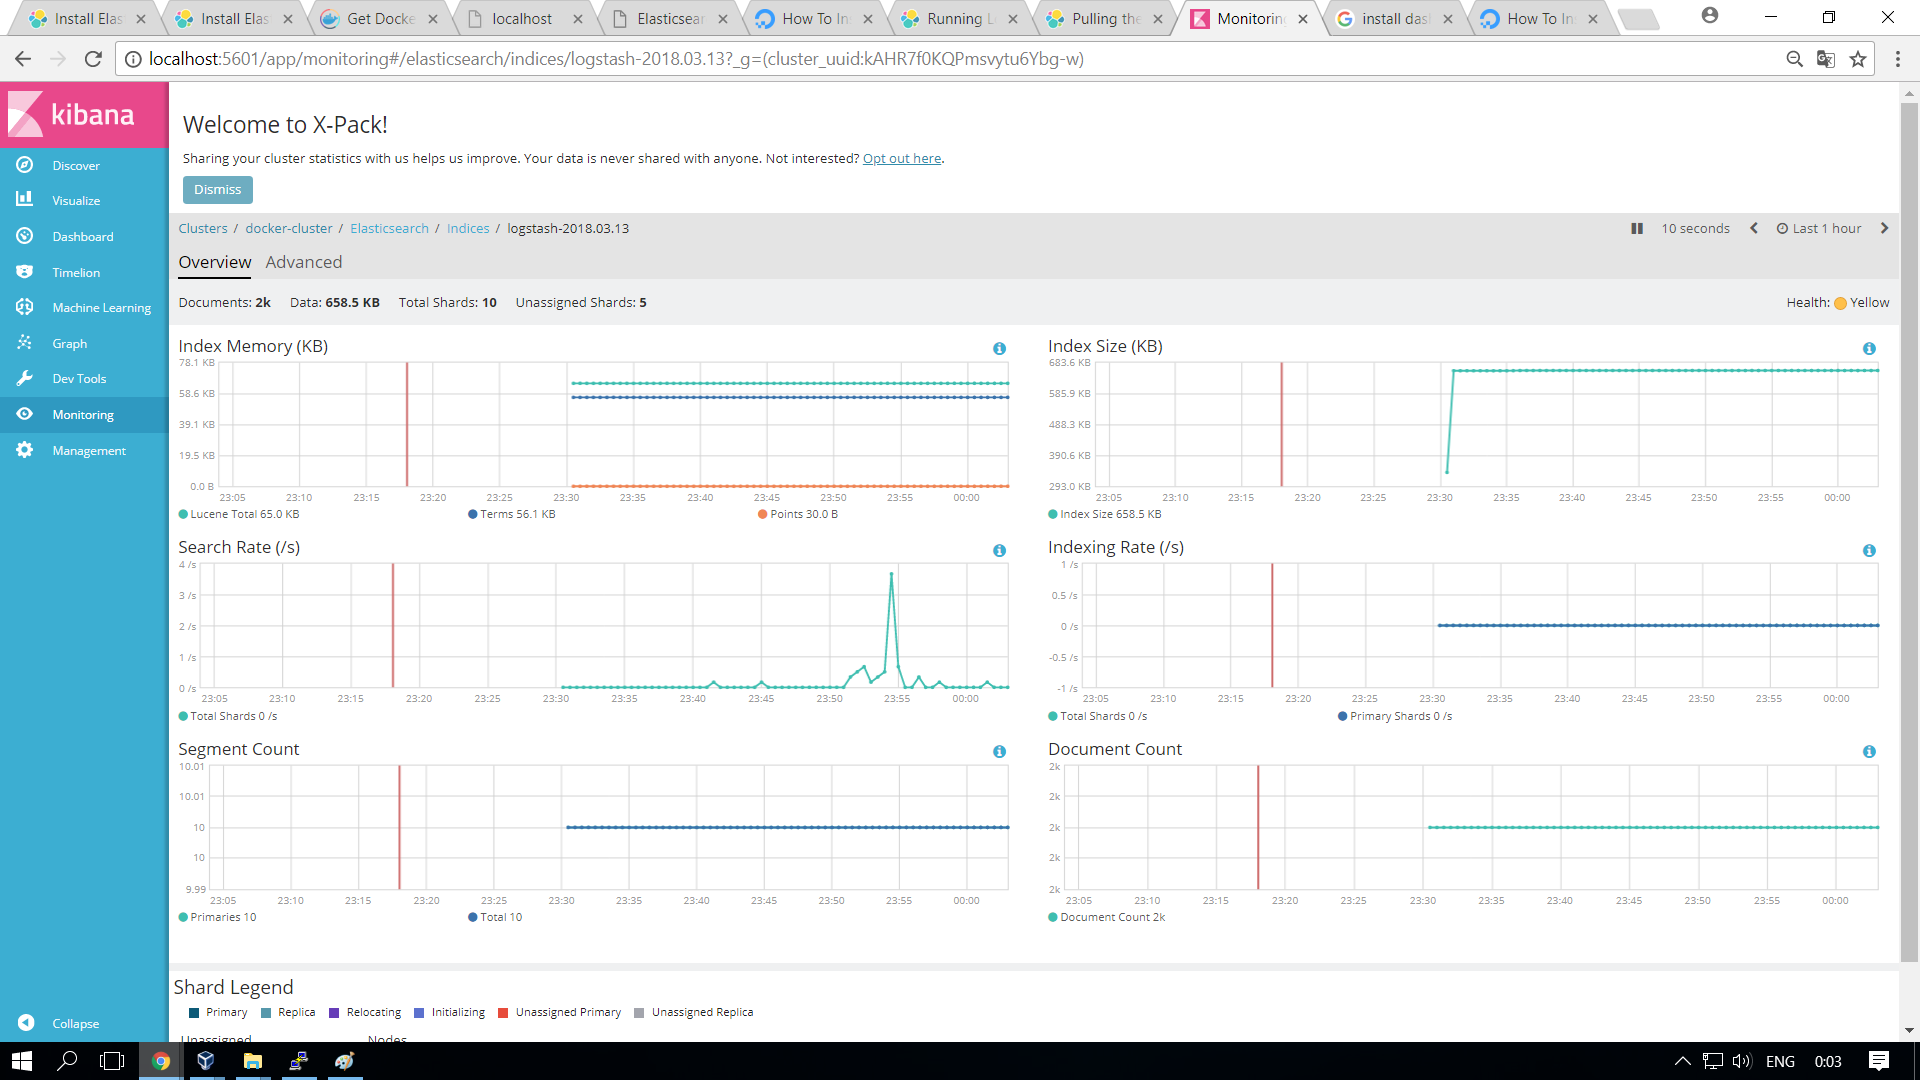 Install Elas
Install Elas
Get Docke
localhost
Elasticsear
How To In
Running L
Pulling the
Monitorin
install das
How To In
localhost:5601/app/monitoring#/elasticsearch/indices/logstash-2018.03.13?_g=(cluster_uuid:kAHR7f0KQPmsvytu6Ybg-w)
kibana
Discover
Visualize
Dashboard
Timelion
Machine Learning
Graph
Dev Tools
Monitoring
Management
Collapse
Welcome to X-Pack!
Sharing your cluster statistics with us helps us improve. Your data is never shared with anyone. Not interested? Opt out here.
Dismiss
Clusters / docker-cluster / Elasticsearch / Indices / logstash-2018.03.13
10 seconds Last 1 hour
Overview Advanced
Documents: 2k Data: 658.5 KB Total Shards: 10 Unassigned Shards: 5 Health: Yellow
Index Memory (KB)
78.1 KB
58.6 KB
39.1 KB
19.5 KB
0.0 B
23:05 23:10 23:15 23:20 23:25 23:30 23:35 23:40 23:45 23:50 23:55 00:00
Lucene Total 65.0 KB Terms 56.1 KB Points 30.0 B
Index Size (KB)
683.6 KB
585.9 KB
488.3 KB
390.6 KB
293.0 KB
23:05 23:10 23:15 23:20 23:25 23:30 23:35 23:40 23:45 23:50 23:55 00:00
Index Size 658.5 KB
Search Rate (/s)
4 /s
3 /s
2 /s
1 /s
0 /s
23:05 23:10 23:15 23:20 23:25 23:30 23:35 23:40 23:45 23:50 23:55 00:00
Total Shards 0 /s
Indexing Rate (/s)
1 /s
0.5 /s
0 /s
-0.5 /s
-1 /s
23:05 23:10 23:15 23:20 23:25 23:30 23:35 23:40 23:45 23:50 23:55 00:00
Total Shards 0 /s Primary Shards 0 /s
Segment Count
10.01
10.01
10
10
9.99
23:05 23:10 23:15 23:20 23:25 23:30 23:35 23:40 23:45 23:50 23:55 00:00
Primaries 10 Total 10
Document Count
2k
2k
2k
2k
2k
23:05 23:10 23:15 23:20 23:25 23:30 23:35 23:40 23:45 23:50 23:55 00:00
Document Count 2k
Shard Legend
Primary Replica Relocating Initializing Unassigned Primary Unassigned Replica
Unassigned Nodes
ENG 0:03